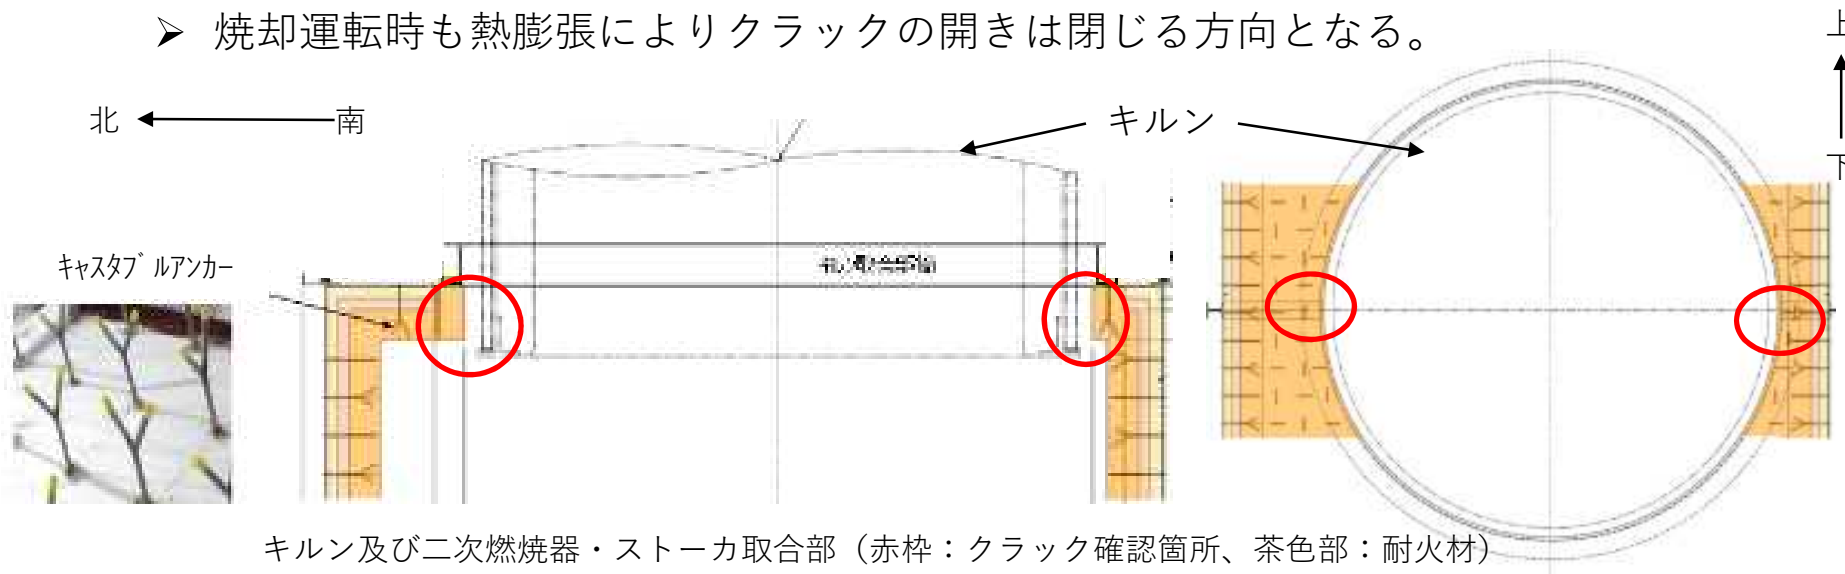 ➤ 焼却運転時も熱膨張によりクラックの開きは閉じる方向となる。
上
下
北
南
キルン
ｷｬｽﾀﾌﾞﾙｱﾝｶｰ
キルン及び二次燃焼器・ストーカ取合部（赤枠：クラック確認箇所、茶色部：耐火材）